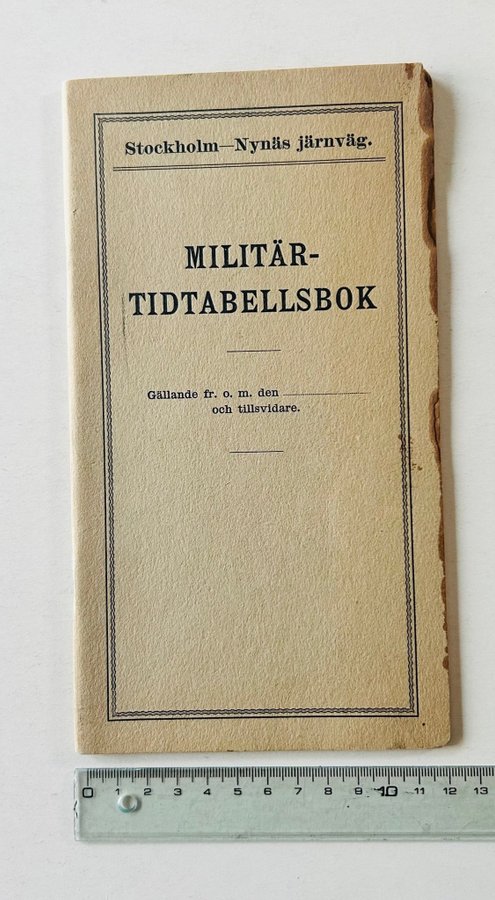 Stockholm—Nynäs järnväg.
MILITÄR-
TIDTABELLSBOK
Gällande fr. o. m. den
och tillsvidare.
0 1 2 3 4 5 6 7 8 9 10 11 12 13